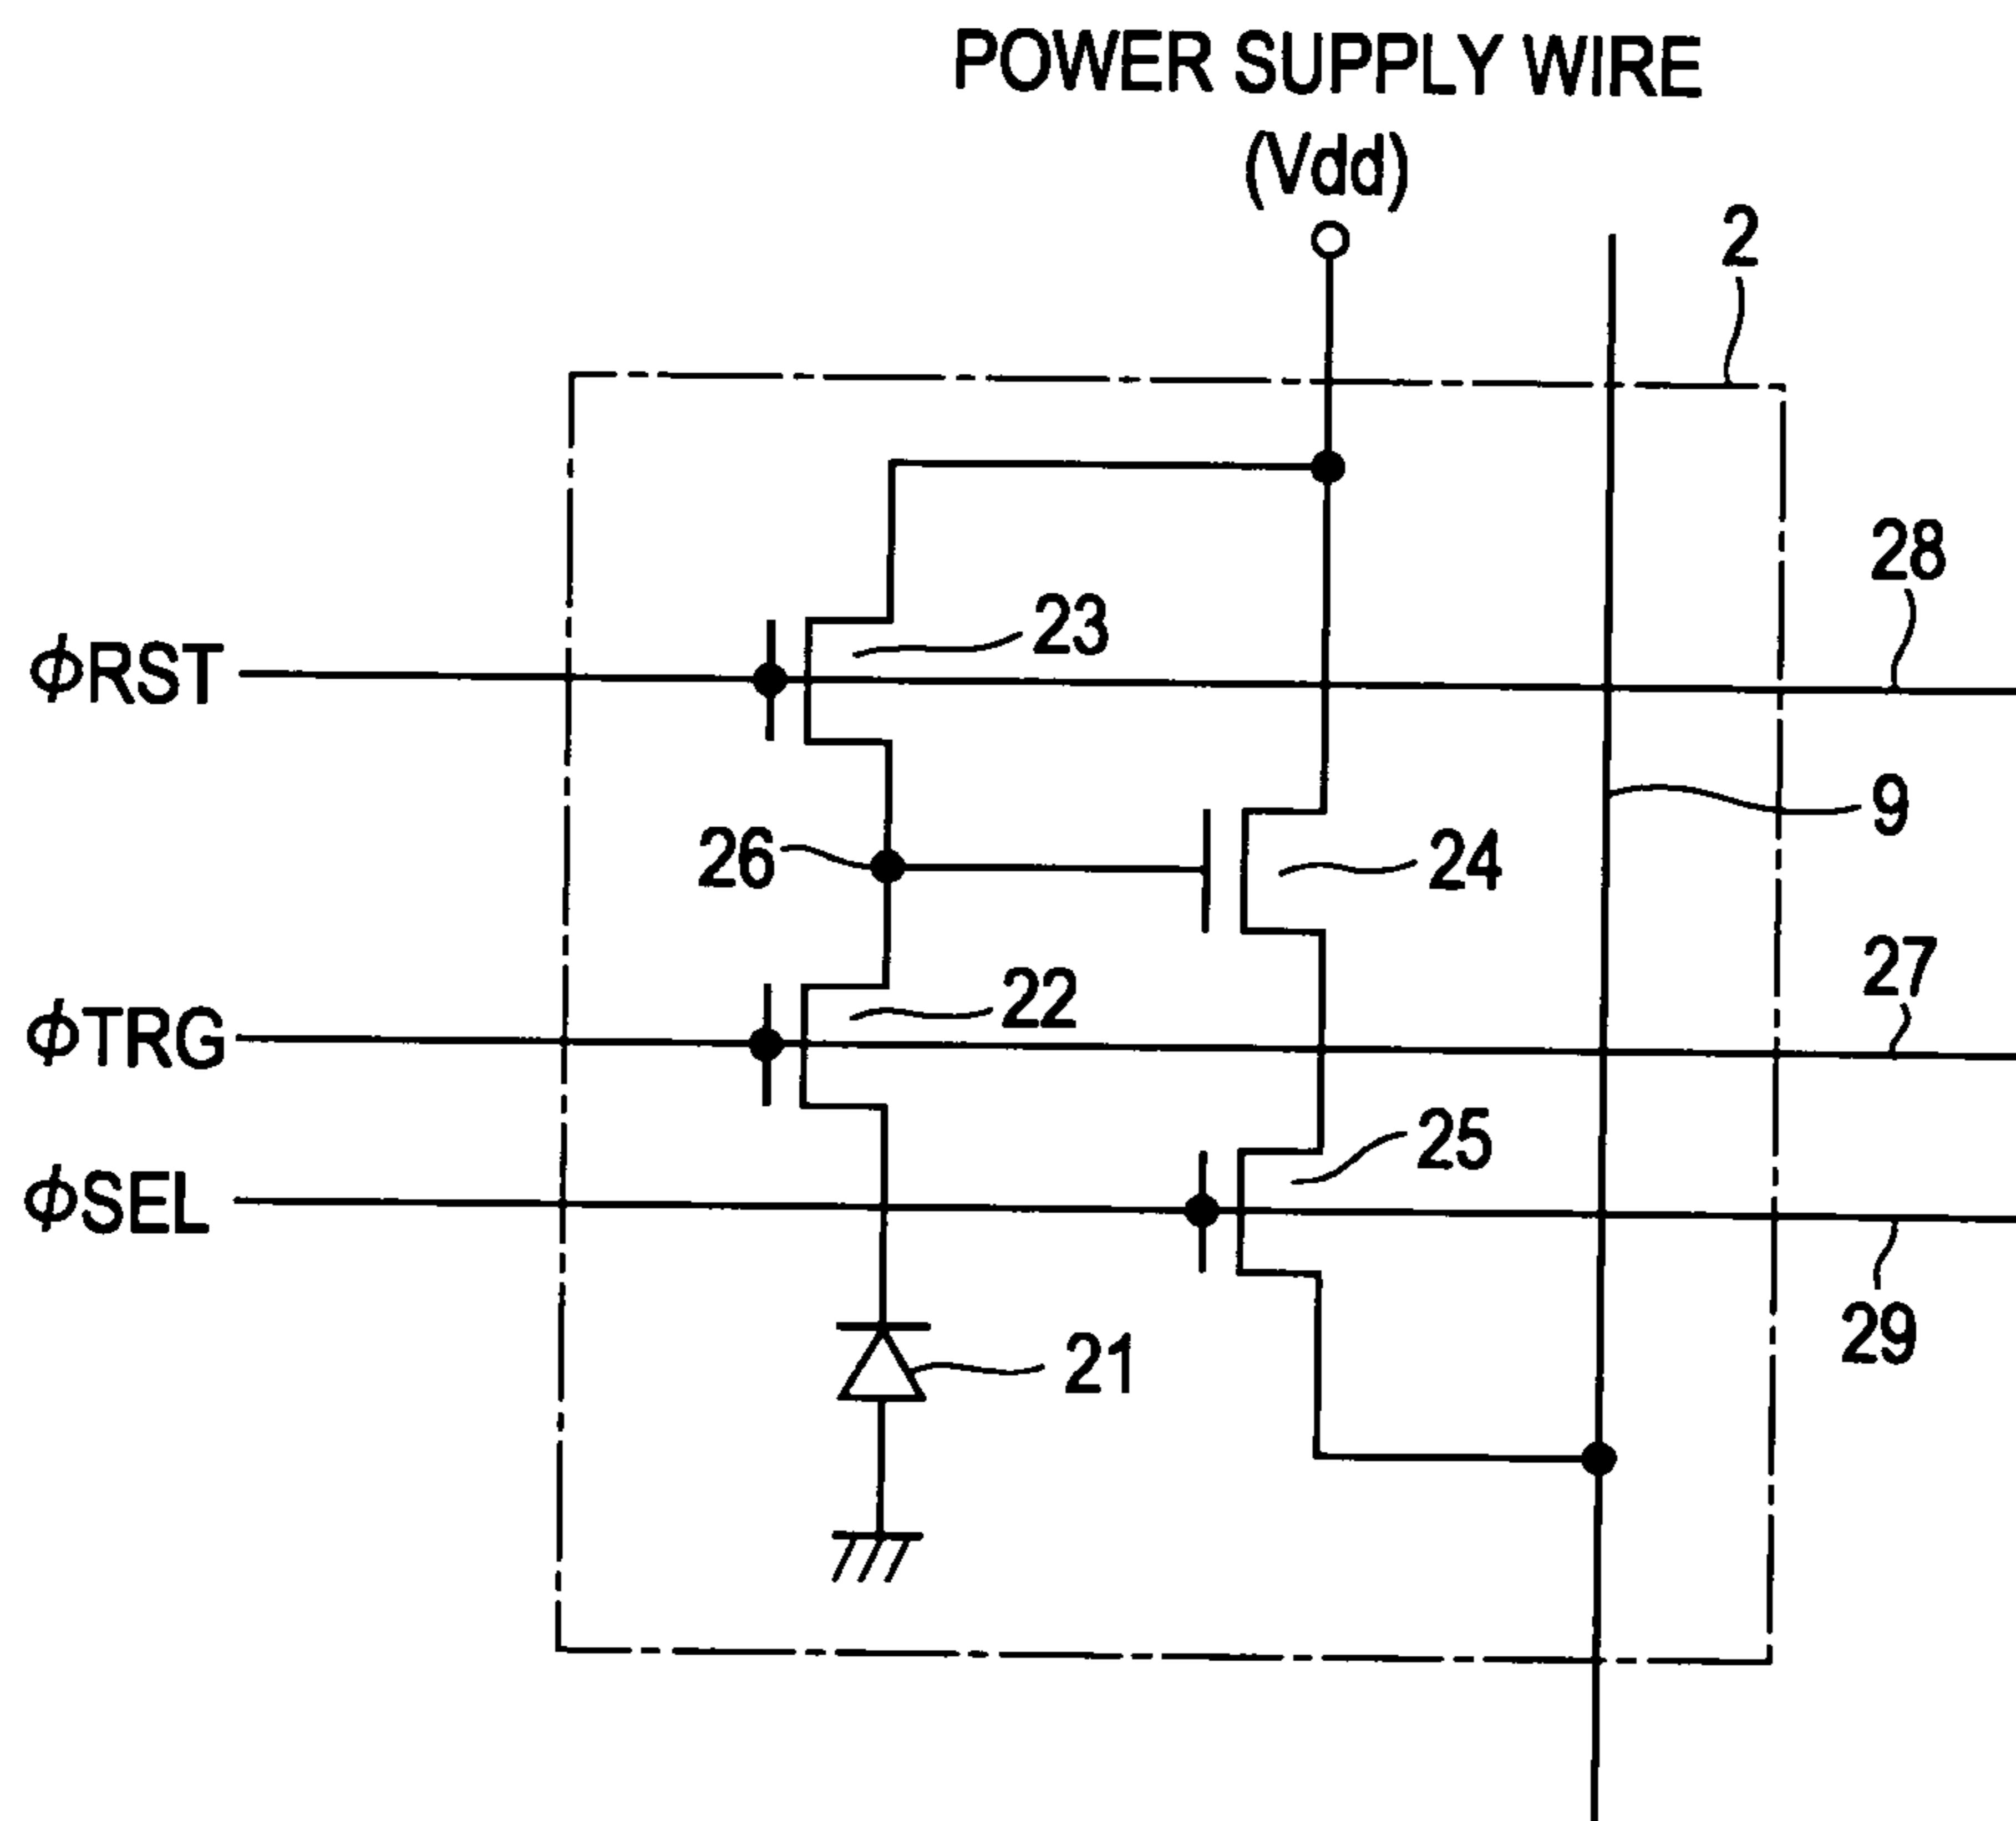 POWER SUPPLY WIRE
(Vdd)
2
28
23
ϕRST
9
26
24
27
22
ϕTRG
25
ϕSEL
29
21